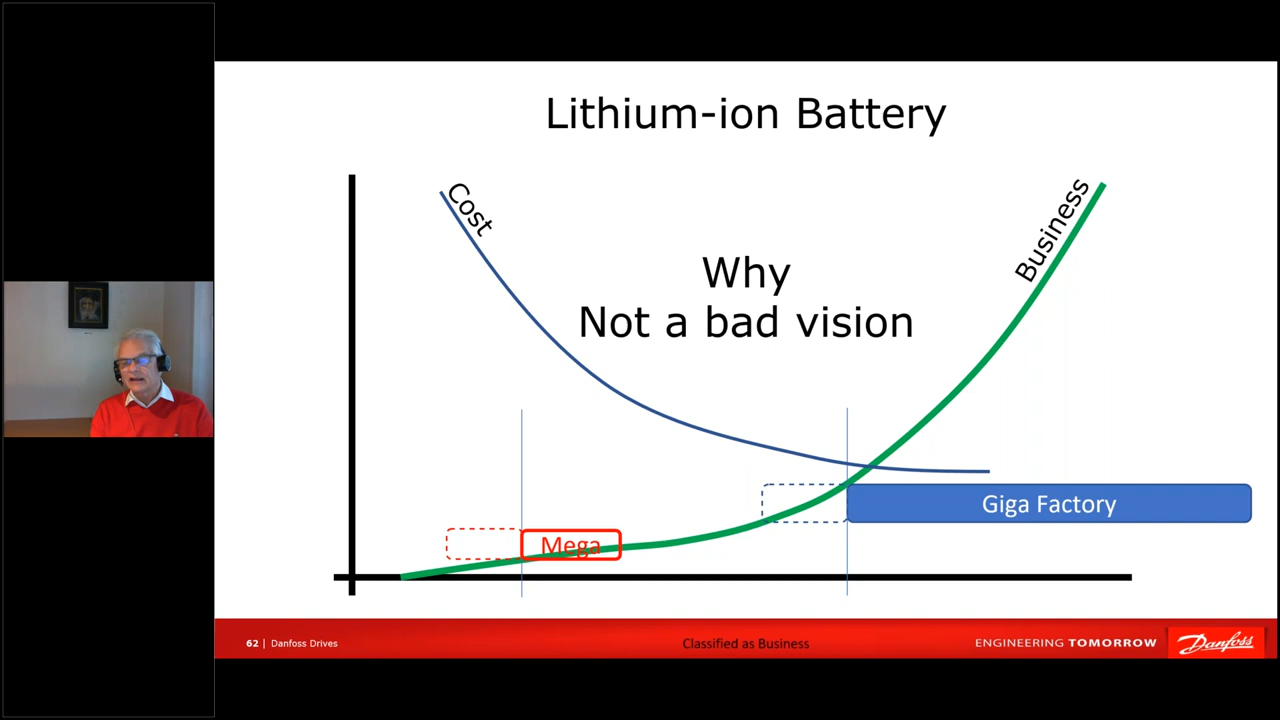 Lithium-ion Battery
Cost
Business
Why
Not a bad vision
Giga Factory
Mega
62 | Danfoss Drives
Classified as Business
ENGINEERING TOMORROW
Danfoss